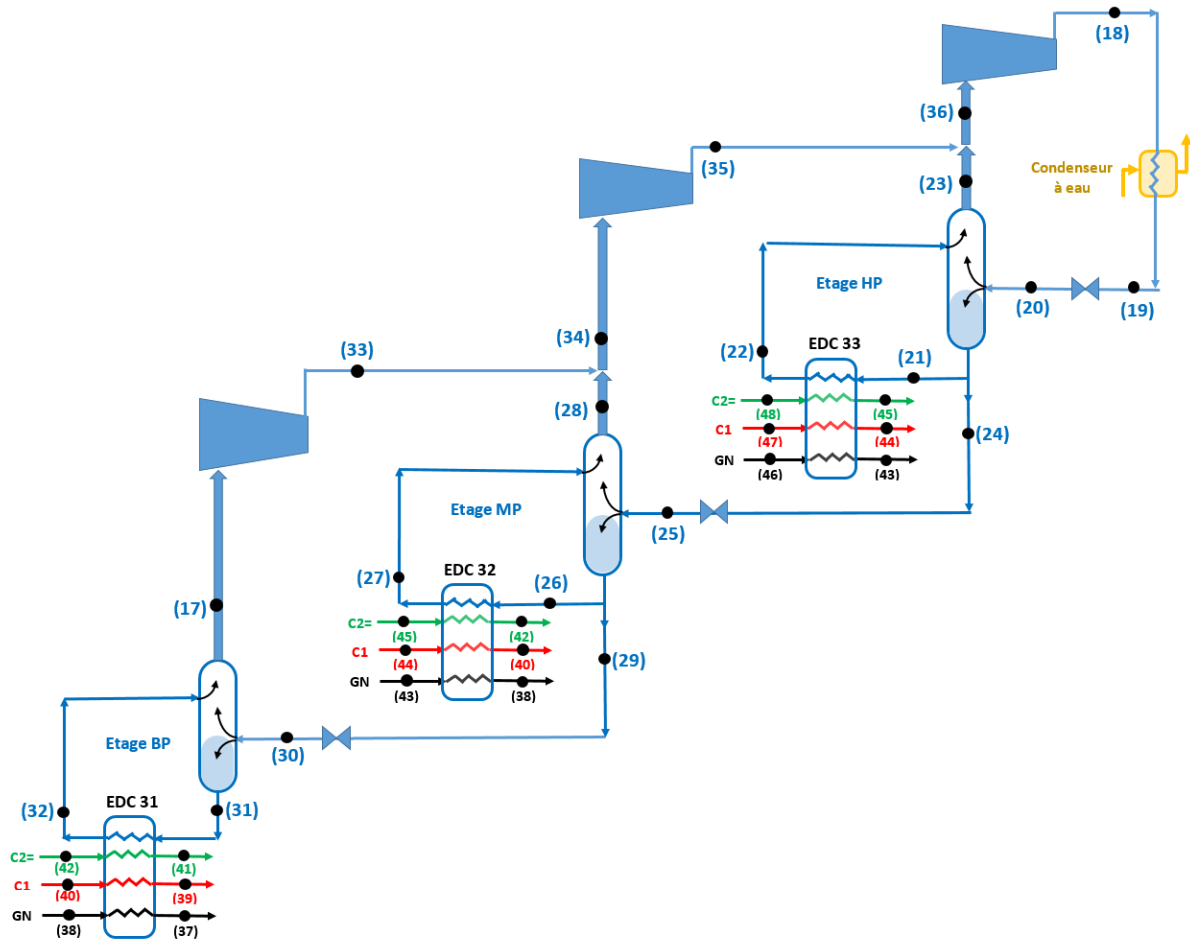 (18)
(36)
(35)
Condenseur
à eau
(23)
Etage HP
(20)
(19)
(34)
(33)
(22)
EDC 33
(21)
C2=
(48)
(45)
(28)
C1
(47)
(44)
(24)
GN
(46)
(43)
Etage MP
(25)
EDC 32
(27)
(26)
(17)
C2=
(45)
(42)
C1
(44)
(40)
(29)
GN
(43)
(38)
Etage BP
(30)
EDC 31
(32)
(31)
C2=
(42)
(41)
C1
(40)
(39)
GN
(38)
(37)